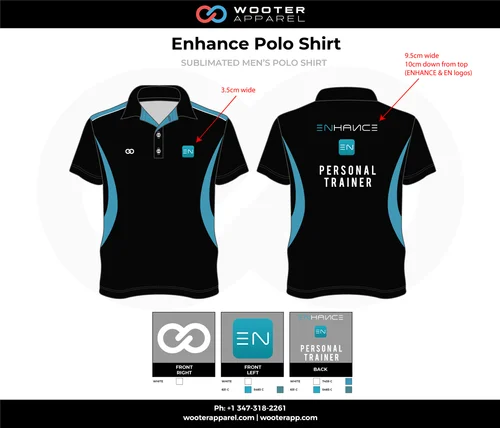 WOOTER
APPAREL
Enhance Polo Shirt
SUBLIMATED MEN'S POLO SHIRT
3.5cm wide
9.5cm wide
10cm down from top
(ENHANCE & EN logos)
EN
ENHANCE
EN
PERSONAL
TRAINER
EN
ENHANCE
EN
PERSONAL
TRAINER
FRONT
RIGHT
FRONT
LEFT
BACK
WHITE
WHITE
WHITE
Ph: +1 347-318-2261
wooterapparel.com | wooterapp.com